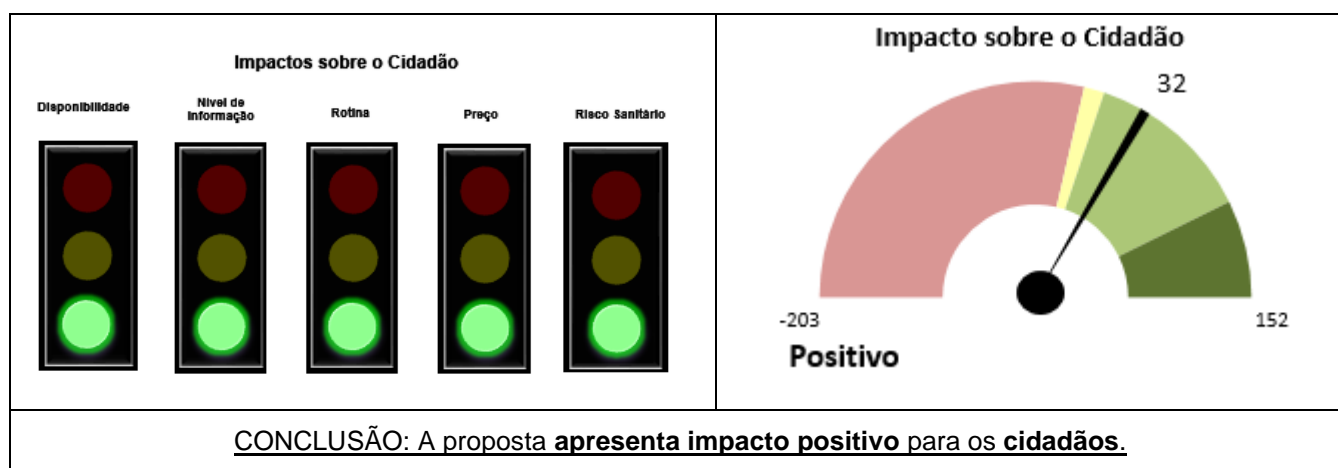 Impactos sobre o Cidadão
Disponibilidade
Nível de
Informação
Rotina
Preço
Risco Sanitário
Impacto sobre o Cidadão
32
-203
152
Positivo
CONCLUSÃO: A proposta apresenta impacto positivo para os cidadãos.